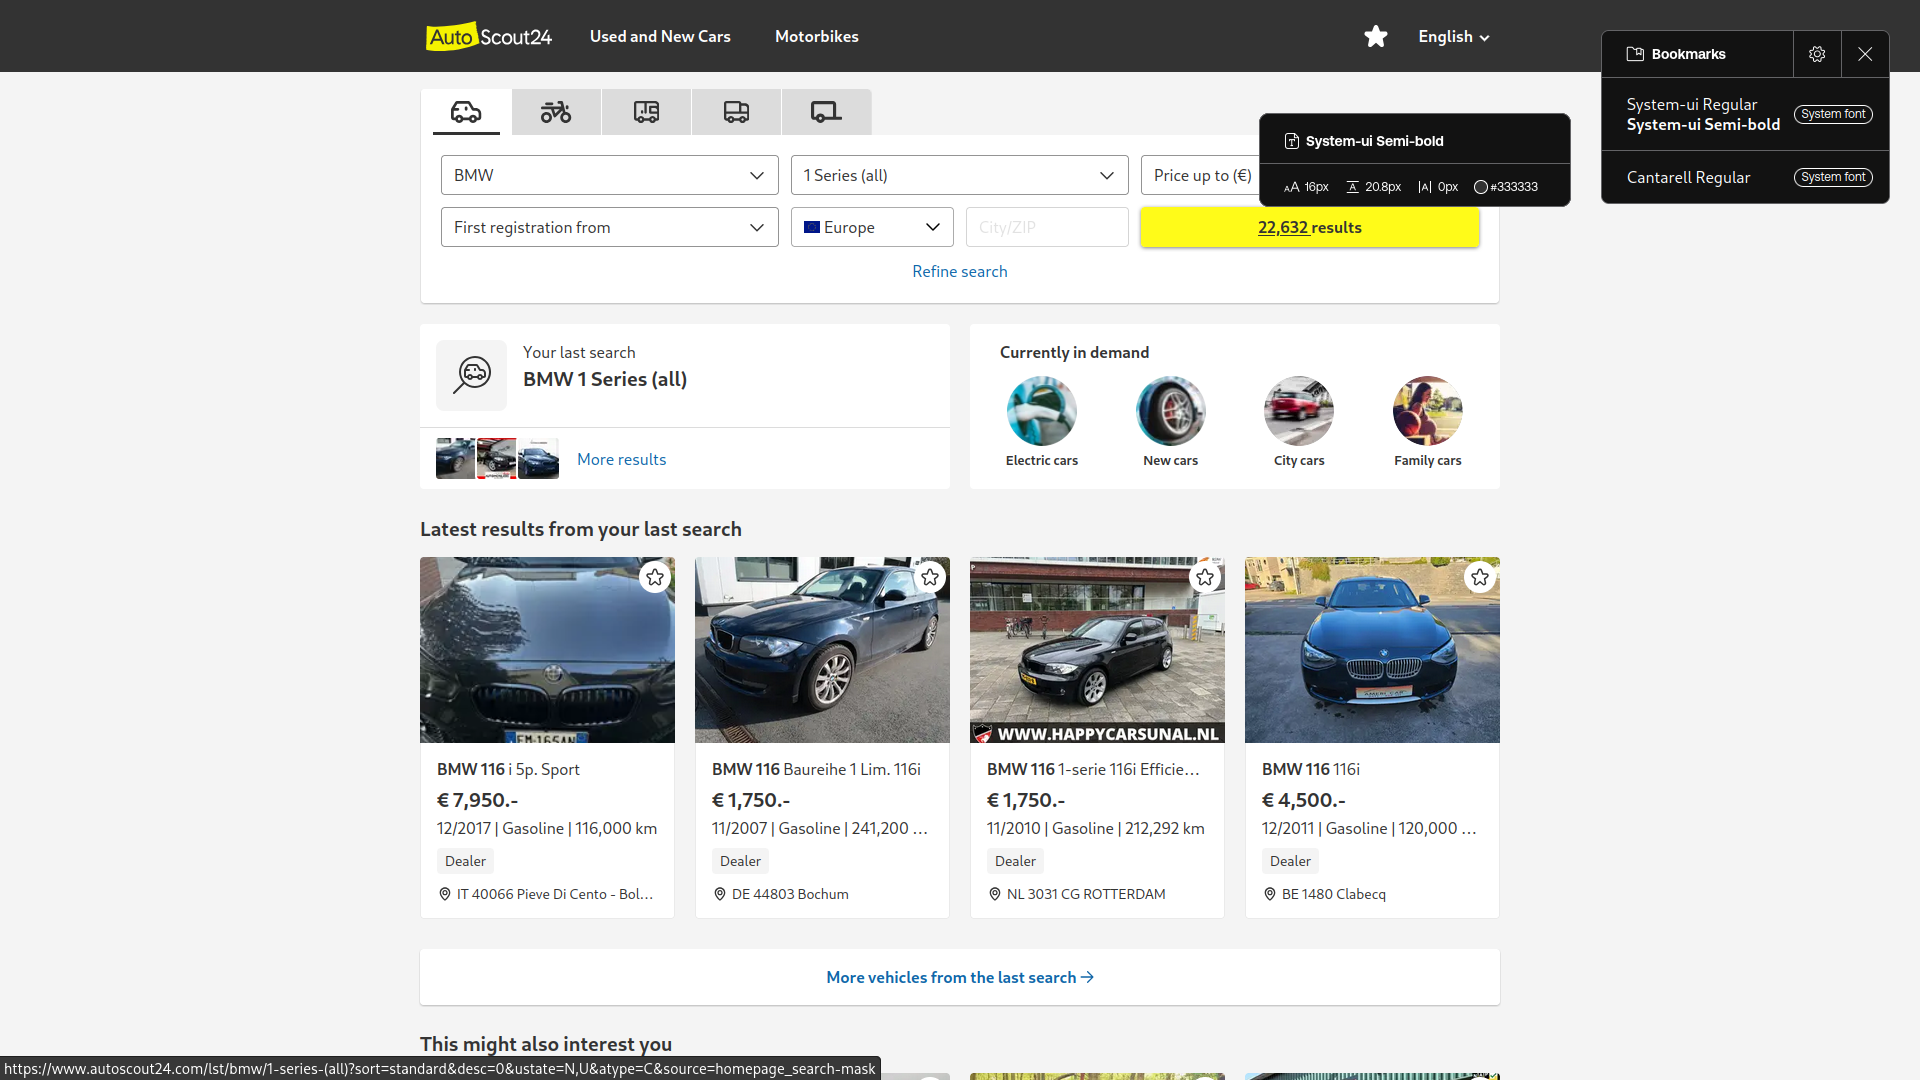 AutoScout24
Used and New Cars
Motorbikes
English
Bookmarks
System-ui Regular
System-ui Semi-bold
System font
Cantarell Regular
System font
System-ui Semi-bold
16px
20.8px
0px
#333333
BMW
1 Series (all)
Price up to (€)
First registration from
Europe
City/ZIP
22,632 results
Refine search
Your last search
BMW 1 Series (all)
More results
Currently in demand
Electric cars
New cars
City cars
Family cars
Latest results from your last search
WWW.HAPPYCARSUNAL.NL
BMW 116 i 5p. Sport
€ 7,950.-
12/2017 | Gasoline | 116,000 km
Dealer
IT 40066 Pieve Di Cento - Bol...
BMW 116 Baureihe 1 Lim. 116i
€ 1,750.-
11/2007 | Gasoline | 241,200 ...
Dealer
DE 44803 Bochum
BMW 116 1-serie 116i Efficie...
€ 1,750.-
11/2010 | Gasoline | 212,292 km
Dealer
NL 3031 CG ROTTERDAM
BMW 116 116i
€ 4,500.-
12/2011 | Gasoline | 120,000 ...
Dealer
BE 1480 Clabecq
More vehicles from the last search
This might also interest you
https://www.autoscout24.com/lst/bmw/1-series-(all)?sort=standard&desc=0&ustate=N,U&atype=C&source=homepage_search-mask